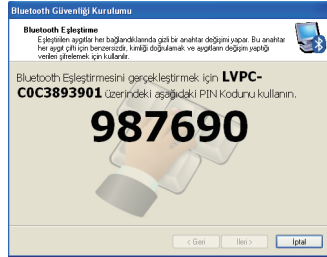 Bluetooth Güvenliği Kurulumu
Bluetooth Eşleştirme
Eşleştirilen aygıtlar her bağlandıklarında gizli bir anahtar değişimi yapar. Bu anahtar
her aygıt çifti için benzersizdir, kimliği doğrulamak ve aygıtların değişim yaptığı
verileri şifrelemek için kullanılır.
Bluetooth Eşleştirmesini gerçekleştirmek için LVPC-
C0C3893901 üzerindeki aşağıdaki PIN Kodunu kullanın.
987690
< Geri
İleri >
İptal